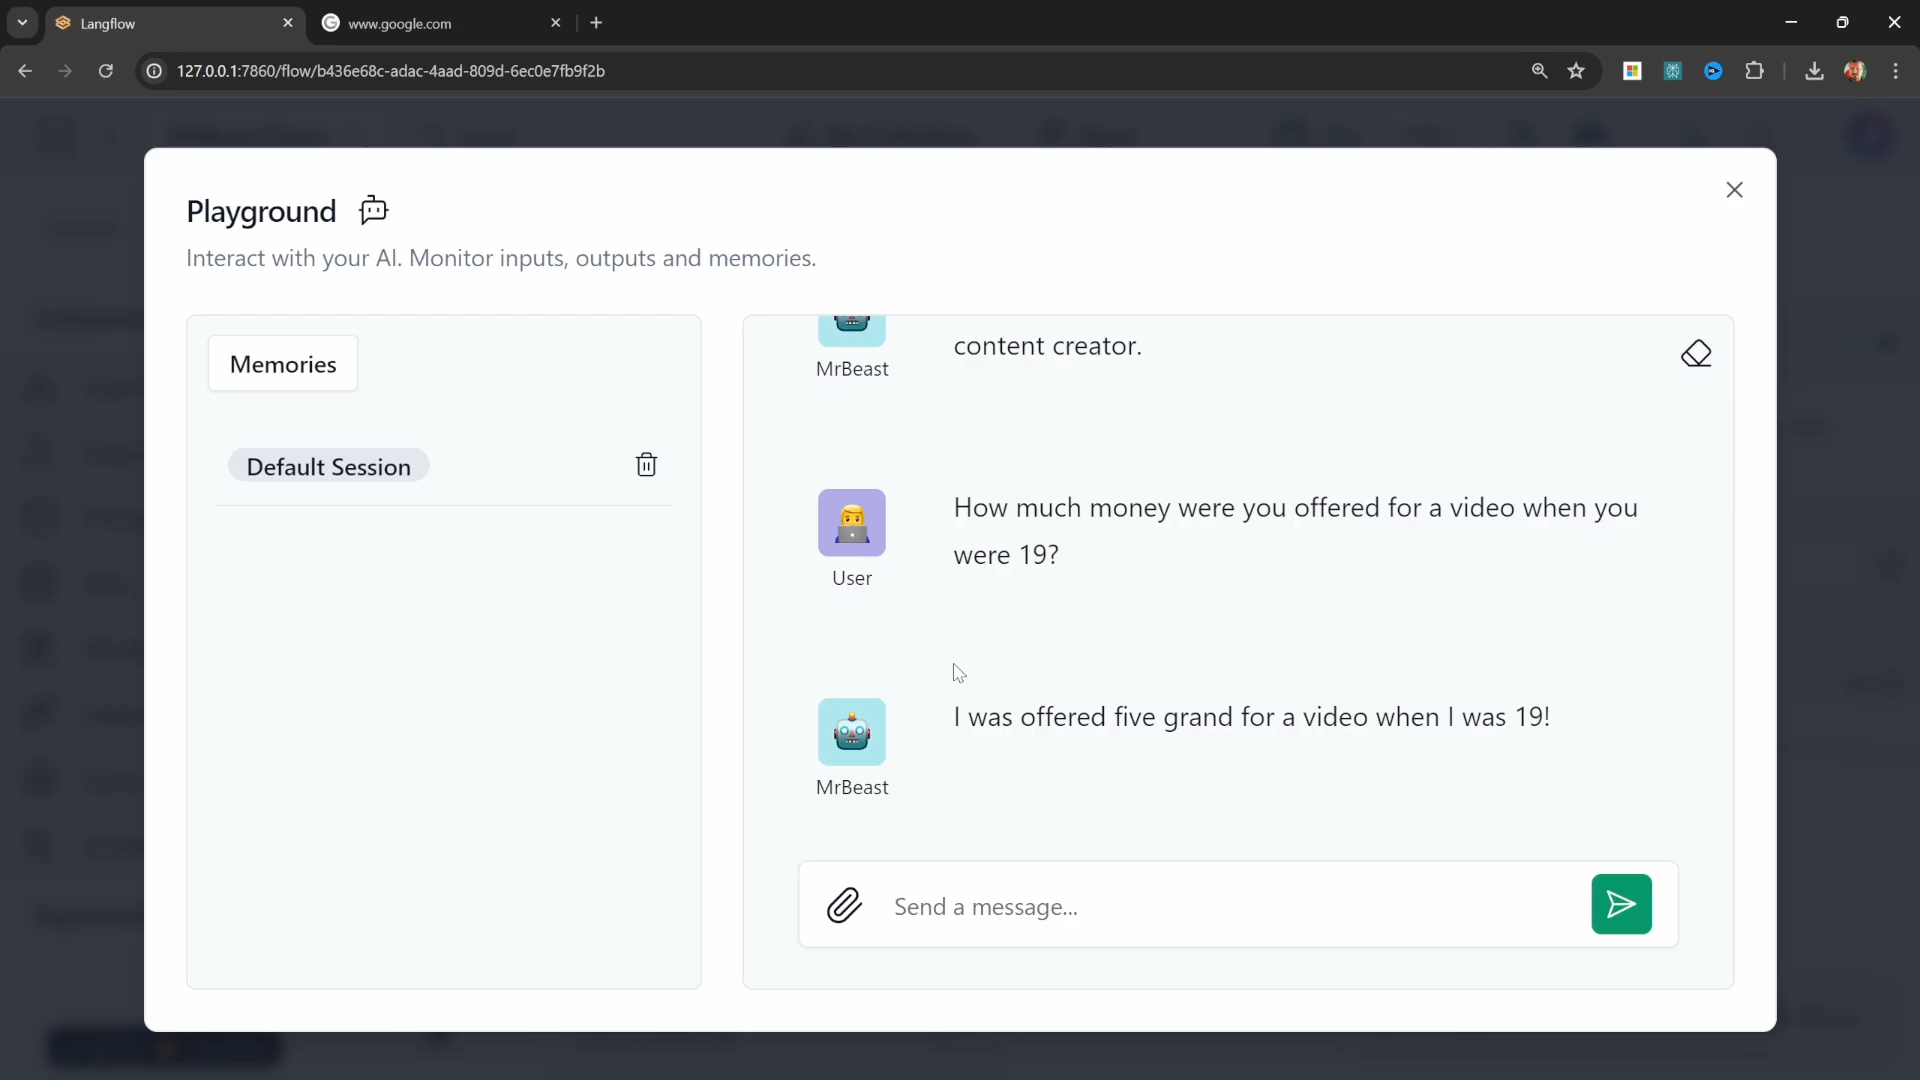 Langflow
www.google.com
127.0.0.1:7860/flow/b436e68c-adac-4aad-809d-6ec0e7fb9f2b
Playground
Interact with your AI. Monitor inputs, outputs and memories.
Memories
Default Session
content creator.
MrBeast
How much money were you offered for a video when you
were 19?
User
I was offered five grand for a video when I was 19!
MrBeast
Send a message...